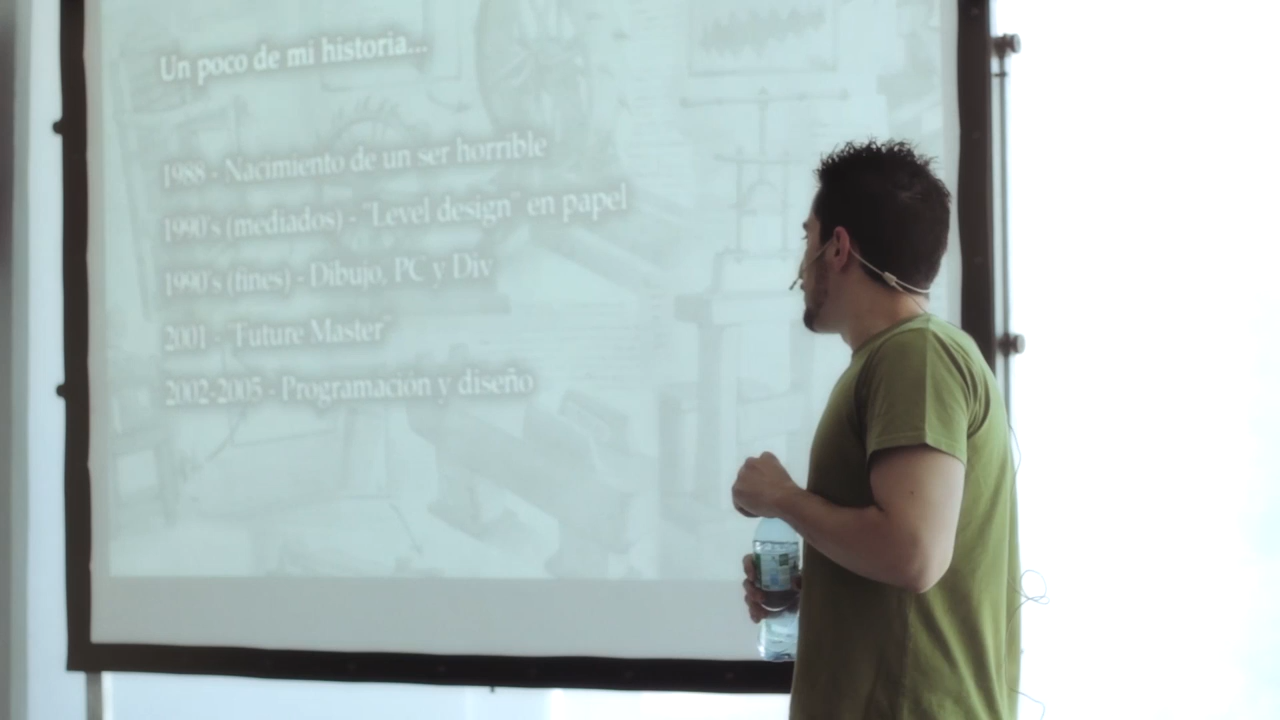 Un poco de mi historia...
1988 - Nacimiento de un ser horrible
1990's (mediados) - "Level design" en papel
1990's (fines) - Dibujo, PC y Div
2001 - "Future Master"
2002-2005 - Programación y diseño